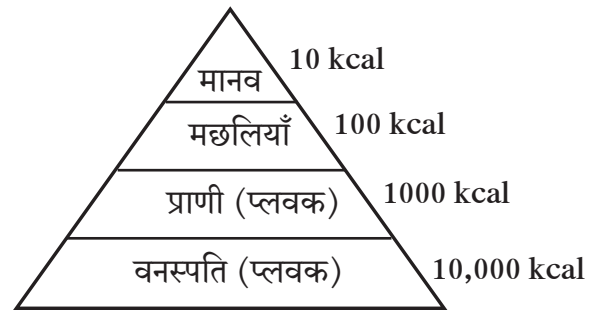 मानव 10 kcal
मछलियाँ 100 kcal
प्राणी (प्लवक) 1000 kcal
वनस्पति (प्लवक) 10,000 kcal